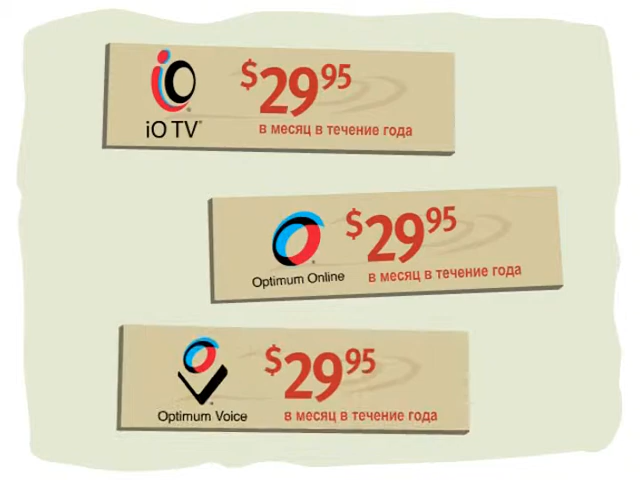 $29.95
в месяц в течение года
iO TV®
$29.95
в месяц в течение года
Optimum Online
$29.95
в месяц в течение года
Optimum Voice